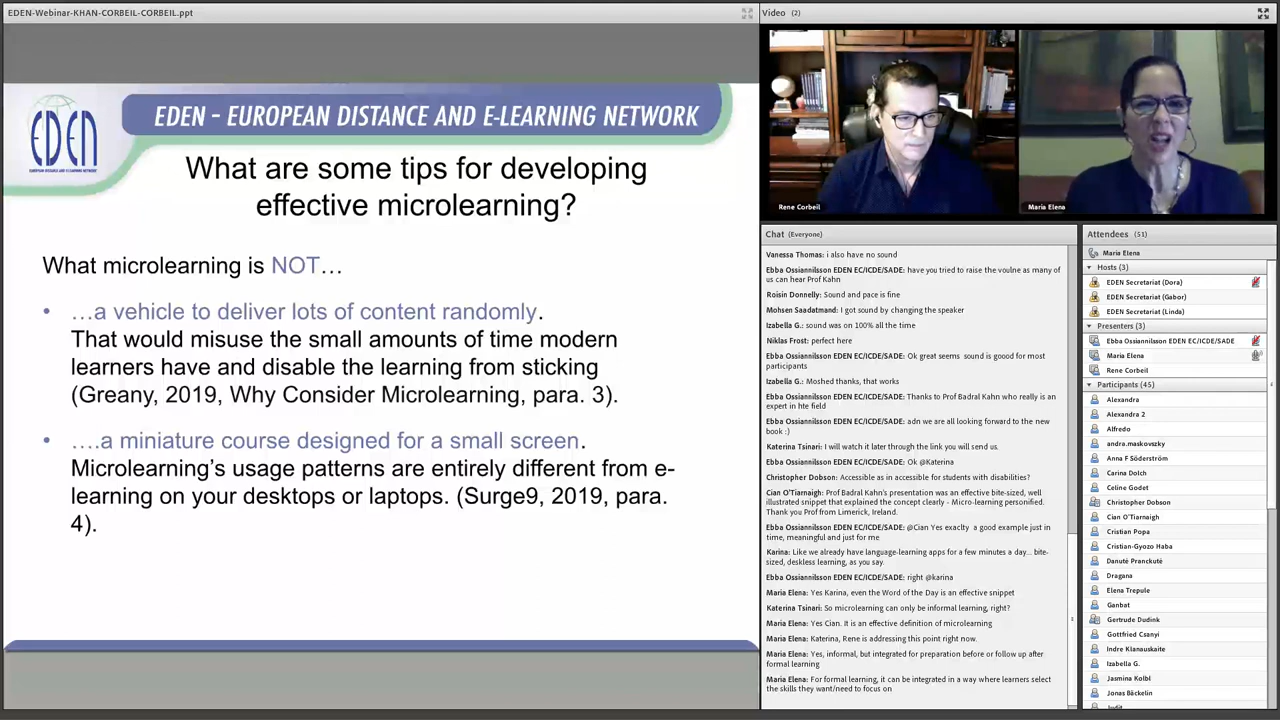 EDEN-Webinar-KHAN-CORBEIL-CORBEIL.ppt
EDEN
EUROPEAN DISTANCE AND E-LEARNING NETWORK
EDEN - EUROPEAN DISTANCE AND E-LEARNING NETWORK
What are some tips for developing
effective microlearning?
What microlearning is NOT…
• …a vehicle to deliver lots of content randomly.
That would misuse the small amounts of time modern
learners have and disable the learning from sticking
(Greany, 2019, Why Consider Microlearning, para. 3).
• ….a miniature course designed for a small screen.
Microlearning’s usage patterns are entirely different from e-
learning on your desktops or laptops. (Surge9, 2019, para.
4).
Video (2)
Rene Corbeil
Maria Elena
Chat (Everyone)
Vanessa Thomas: i also have no sound
Ebba Ossiannilsson EDEN EC/ICDE/SADE: have you tried to raise the voulne as many of
us can hear Prof Kahn
Roisin Donnelly: Sound and pace is fine
Mohsen Saadatmand: I got sound by changing the speaker
Izabella G.: sound was on 100% all the time
Niklas Frost: perfect here
Ebba Ossiannilsson EDEN EC/ICDE/SADE: Ok great seems  sound is goood for most
participants
Izabella G.: Moshed thanks, that works
Ebba Ossiannilsson EDEN EC/ICDE/SADE: Thanks to Prof Badral Kahn who really is an
expert in hte field
Ebba Ossiannilsson EDEN EC/ICDE/SADE: adn we are all looking forward to the new
book :)
Katerina Tsinari: I will watch it later through the link you will send us.
Ebba Ossiannilsson EDEN EC/ICDE/SADE: Ok @Katerina
Christopher Dobson: Accessible as in accessible for students with disabilities?
Cian O'Tiarnaigh: Prof Badral Kahn's presentation was an effective bite-sized, well
illustrated snippet that explained the concept clearly - Micro-learning personified.
Thank you Prof from Limerick, Ireland.
Ebba Ossiannilsson EDEN EC/ICDE/SADE: @Cian Yes exaclty  a good example just in
time, meaningful and just for me
Karina: Like we already have language-learning apps for a few minutes a day... bite-
sized, deskless learning, as you say.
Ebba Ossiannilsson EDEN EC/ICDE/SADE: right @karina
Maria Elena: Yes Karina, even the Word of the Day is an effective snippet
Katerina Tsinari: So microlearning can only be informal learning, right?
Maria Elena: Yes Cian. It is an effective definition of microlearning
Maria Elena: Katerina, Rene is addressing this point right now.
Maria Elena: Yes, informal, but integrated for preparation before or follow up after
formal learning
Maria Elena: For formal learning, it can be integrated in a way where learners select
the skills they want/need to focus on
Attendees (51)
Maria Elena
Hosts (3)
EDEN Secretariat (Dora)
EDEN Secretariat (Gabor)
EDEN Secretariat (Linda)
Presenters (3)
Ebba Ossiannilsson EDEN EC/ICDE/SADE
Maria Elena
Rene Corbeil
Participants (45)
Alexandra
Alexandra 2
Alfredo
andra.maskovszky
Anna F Söderström
Carina Dolch
Celine Godet
Christopher Dobson
Cian O'Tiarnaigh
Cristian Popa
Cristian-Gyozo Haba
Danutė Pranckutė
Dragana
Elena Trepule
Ganbat
Gertrude Dudink
Gottfried Csanyi
Indre Klanauskaite
Izabella G.
Jasmina Kolbl
Jonas Bäckelin